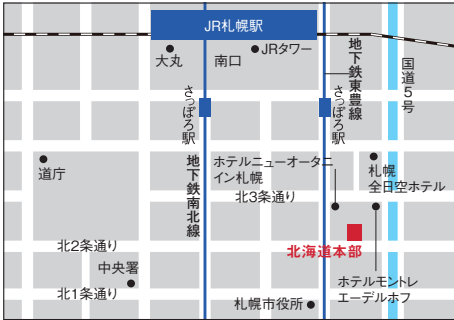 JR札幌駅
大丸
南口
JRタワー
地下鉄東豊線
国道5号
さっぽろ駅
さっぽろ駅
地下鉄南北線
道庁
ホテルニューオータニ
イン札幌
札幌
全日空ホテル
北3条通り
北2条通り
北海道本部
中央署
ホテルモントレ
エーデルホフ
北1条通り
札幌市役所